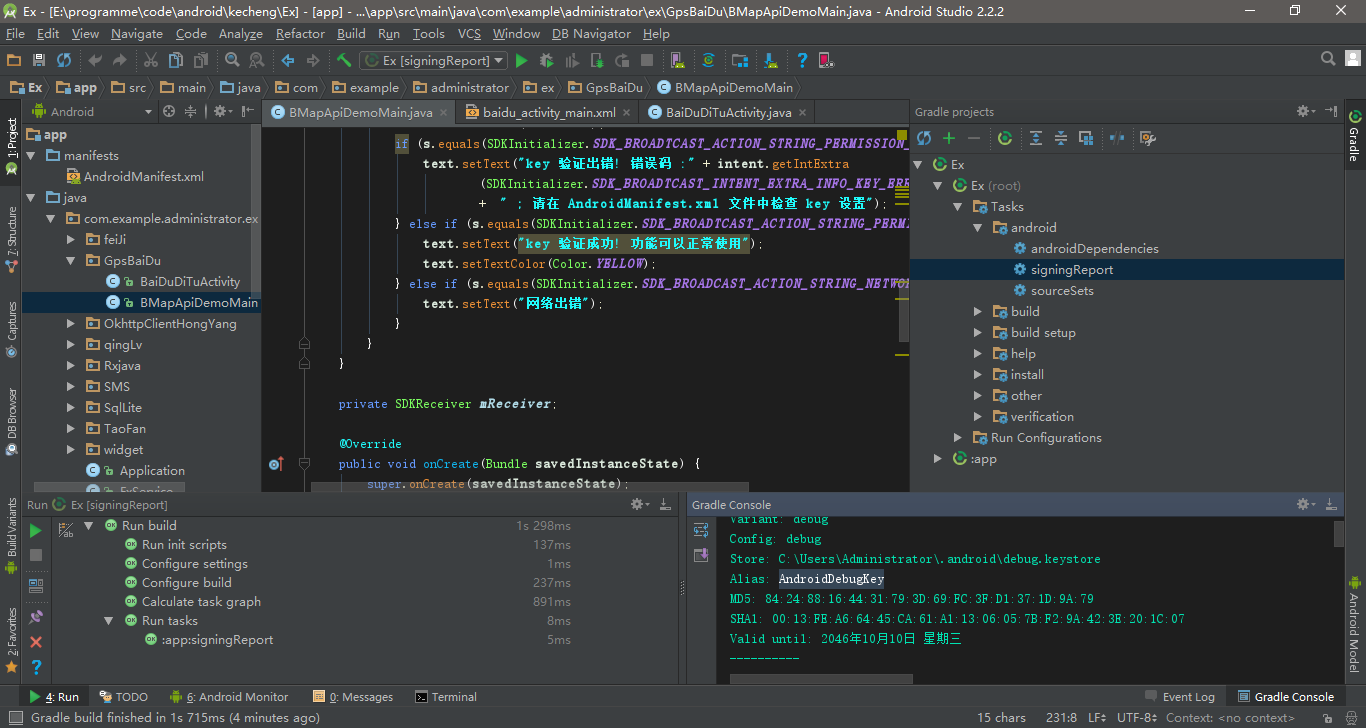 Ex - [E:\programme\code\android\kecheng\Ex] - [app] - ...\app\src\main\java\com\example\administrator\ex\GpsBaiDu\BMapApiDemoMain.java - Android Studio 2.2.2
File Edit View Navigate Code Analyze Refactor Build Run Tools VCS Window DB Navigator Help
Ex [signingReport]
Ex app src main java com example administrator ex GpsBaiDu BMapApiDemoMain
Android
BMapApiDemoMain.java
baidu_activity_main.xml
BaiDuDiTuActivity.java
Gradle projects
1: Project
7: Structure
Captures
DB Browser
Build Variants
2: Favorites
app
manifests
AndroidManifest.xml
java
com.example.administrator.ex
feiJi
GpsBaiDu
BaiDuDiTuActivity
BMapApiDemoMain
OkhttpClientHongYang
qingLv
Rxjava
SMS
SqlLite
TaoFan
widget
Application
ExService
if (s.equals(SDKInitializer.SDK_BROADTCAST_ACTION_STRING_PERMISSION_
text.setText("key 验证出错! 错误码 :" + intent.getIntExtra
(SDKInitializer.SDK_BROADTCAST_INTENT_EXTRA_INFO_KEY_ERR
+ " ; 请在 AndroidManifest.xml 文件中检查 key 设置");
} else if (s.equals(SDKInitializer.SDK_BROADTCAST_ACTION_STRING_PERMI
text.setText("key 验证成功! 功能可以正常使用");
text.setTextColor(Color.YELLOW);
} else if (s.equals(SDKInitializer.SDK_BROADCAST_ACTION_STRING_NETWO
text.setText("网络出错");
}
}
}
private SDKReceiver mReceiver;
@Override
public void onCreate(Bundle savedInstanceState) {
super.onCreate(savedInstanceState);
Ex
Ex (root)
Tasks
android
androidDependencies
signingReport
sourceSets
build
build setup
help
install
other
verification
Run Configurations
:app
Gradle
Android Model
Run Ex [signingReport]
Run build 1s 298ms
Run init scripts 137ms
Configure settings 1ms
Configure build 237ms
Calculate task graph 891ms
Run tasks 8ms
:app:signingReport 5ms
Gradle Console
Variant: debug
Config: debug
Store: C:\Users\Administrator\.android\debug.keystore
Alias: AndroidDebugKey
MD5: 84:24:88:16:44:31:79:3D:69:FC:3F:D1:37:1D:9A:79
SHA1: 00:13:FE:A6:64:45:CA:61:A1:13:06:05:7B:F2:9A:42:3E:20:1C:07
Valid until: 2046年10月10日 星期三
----------
4: Run TODO 6: Android Monitor 0: Messages Terminal Event Log Gradle Console
Gradle build finished in 1s 715ms (4 minutes ago) 15 chars 231:8 LF UTF-8 Context: <no context>